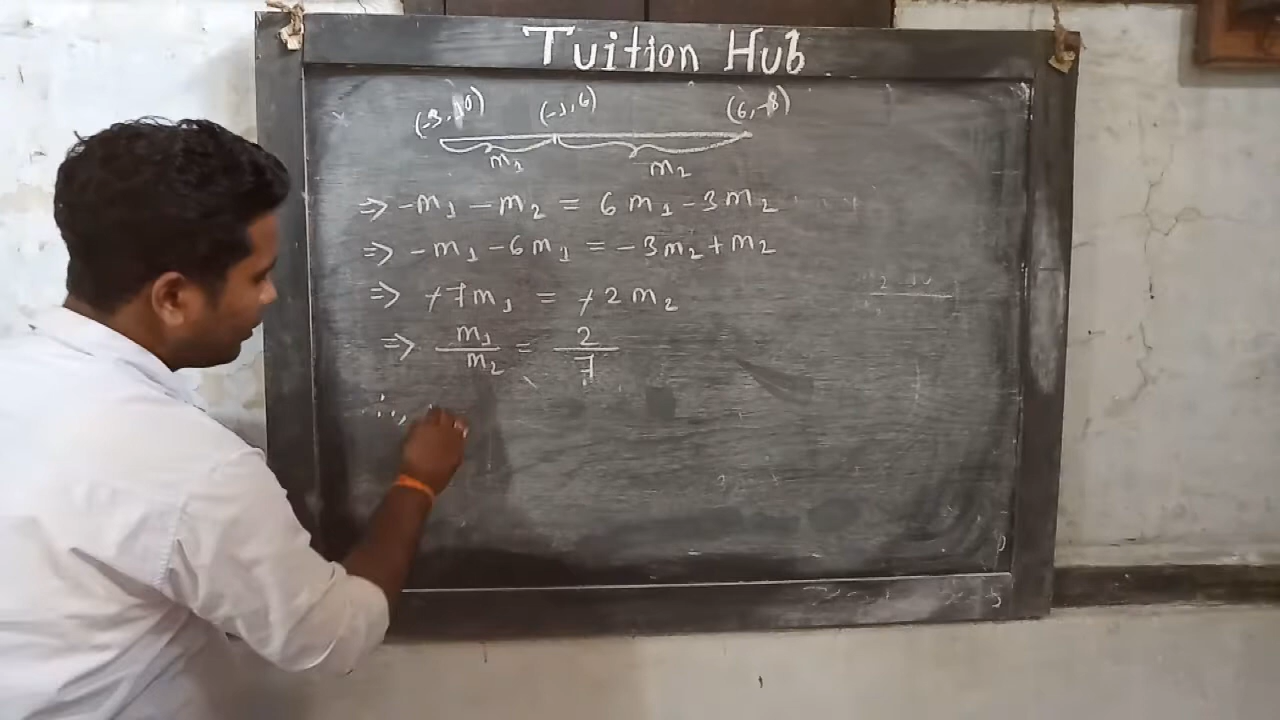 Tuition Hub
(-3, 10) (-1, 6) (6, -8)
m₁ m₂
⇒ -m₁ - m₂ = 6m₁ - 3m₂
⇒ -m₁ - 6m₁ = -3m₂ + m₂
⇒ -7m₁ = -2m₂
⇒ m₁/m₂ = 2/7
∴,